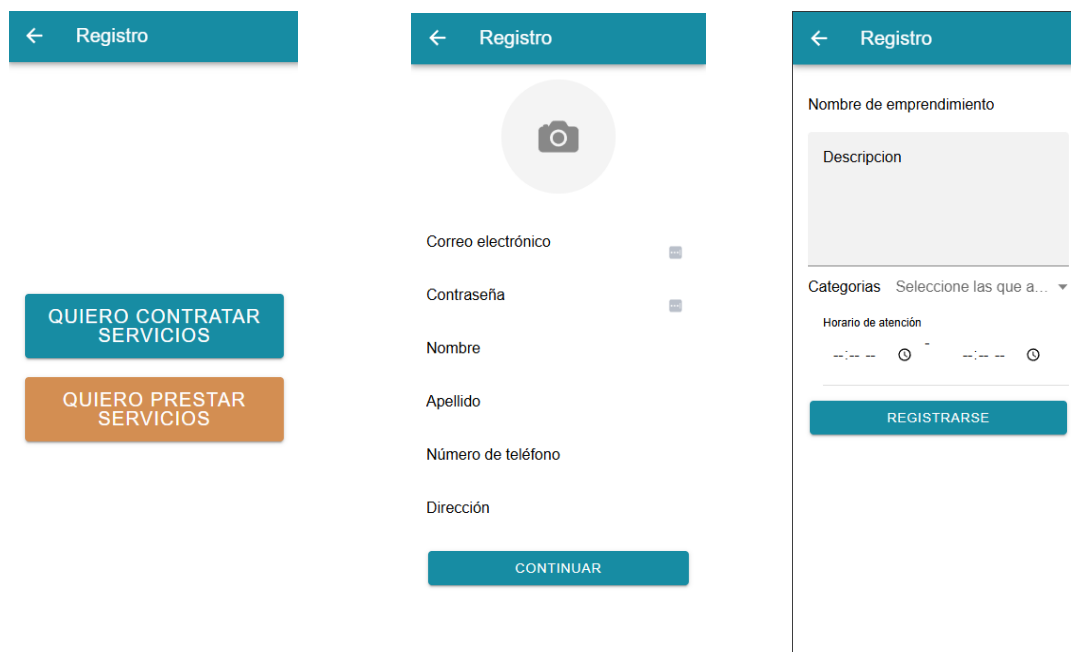 Registro
QUIERO CONTRATAR
SERVICIOS
QUIERO PRESTAR
SERVICIOS
Registro
Correo electrónico
Contraseña
Nombre
Apellido
Número de teléfono
Dirección
CONTINUAR
Registro
Nombre de emprendimiento
Descripcion
Categorias Seleccione las que a...
Horario de atención
--:-- -- - --:-- --
REGISTRARSE